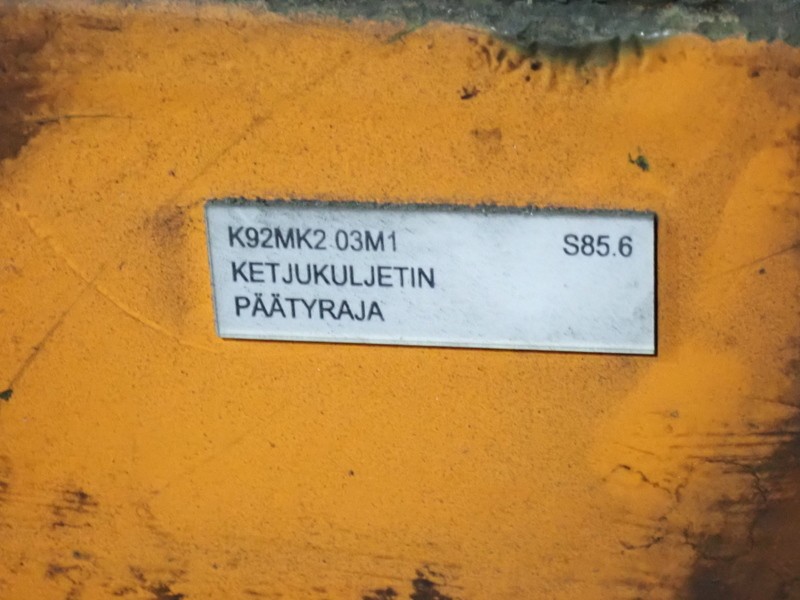 K92MK2 03M1 S85.6
KETJUKULJETIN
PÄÄTYRAJA